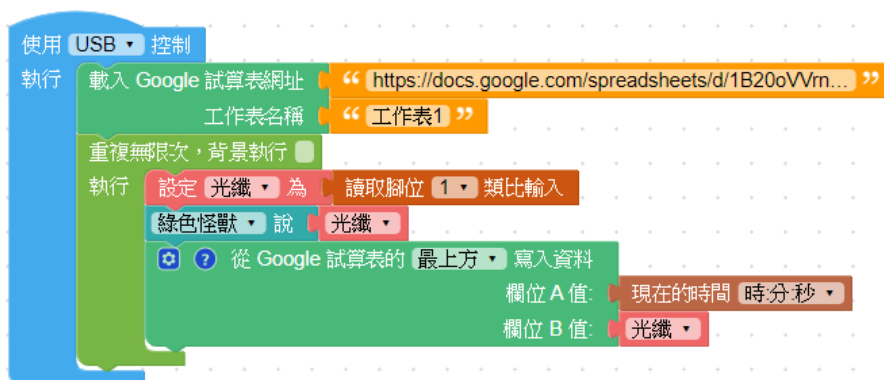 使用 USB 控制
執行 載入 Google 試算表網址 “ https://docs.google.com/spreadsheets/d/1B20oVVrn... ”
工作表名稱 “ 工作表1 ”
重複無限次，背景執行
執行 設定 光纖 為 讀取腳位 1 類比輸入
綠色怪獸 說 光纖
? 從 Google 試算表的 最上方 寫入資料
欄位 A 值: 現在的時間 時:分:秒
欄位 B 值: 光纖